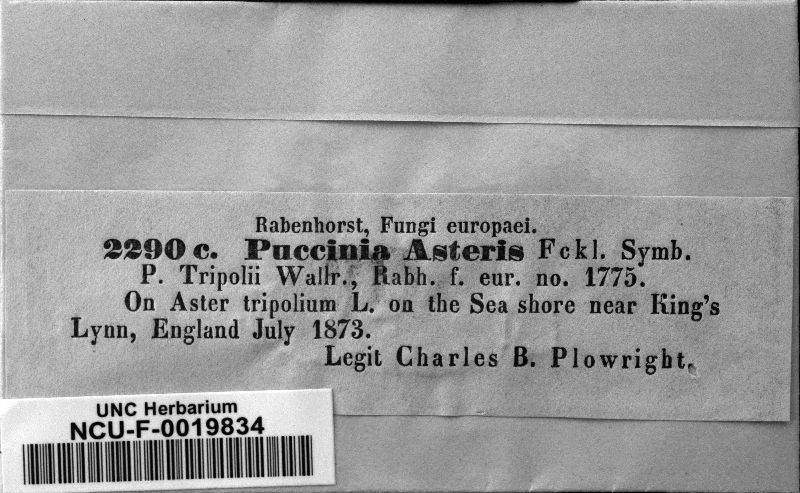 Rabenhorst, Fungi europaei.
2290 c. Puccinia Asteris Fckl. Symb.
P. Tripolii Wallr., Rabh. f. eur. no. 1775.
On Aster tripolium L. on the Sea shore near King's
Lynn, England July 1873.
Legit Charles B. Plowright.
UNC Herbarium
NCU-F-0019834